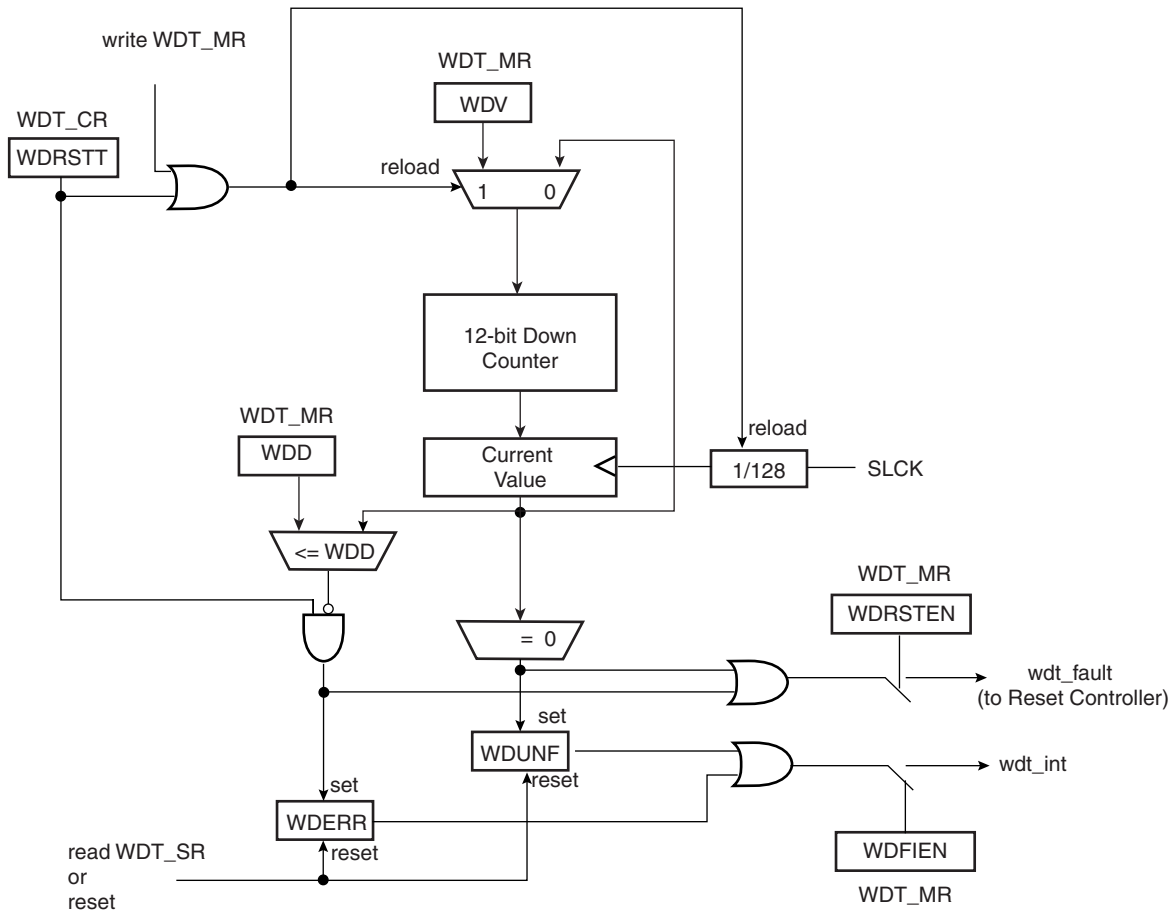 write WDT_MR
WDT_MR
WDV
WDT_CR
WDRSTT
reload
1 0
12-bit Down
Counter
WDT_MR
WDD
reload
Current
Value
1/128
SLCK
<= WDD
WDT_MR
WDRSTEN
= 0
wdt_fault
(to Reset Controller)
set
WDUNF
reset
wdt_int
set
WDERR
reset
WDFIEN
WDT_MR
read WDT_SR
or
reset